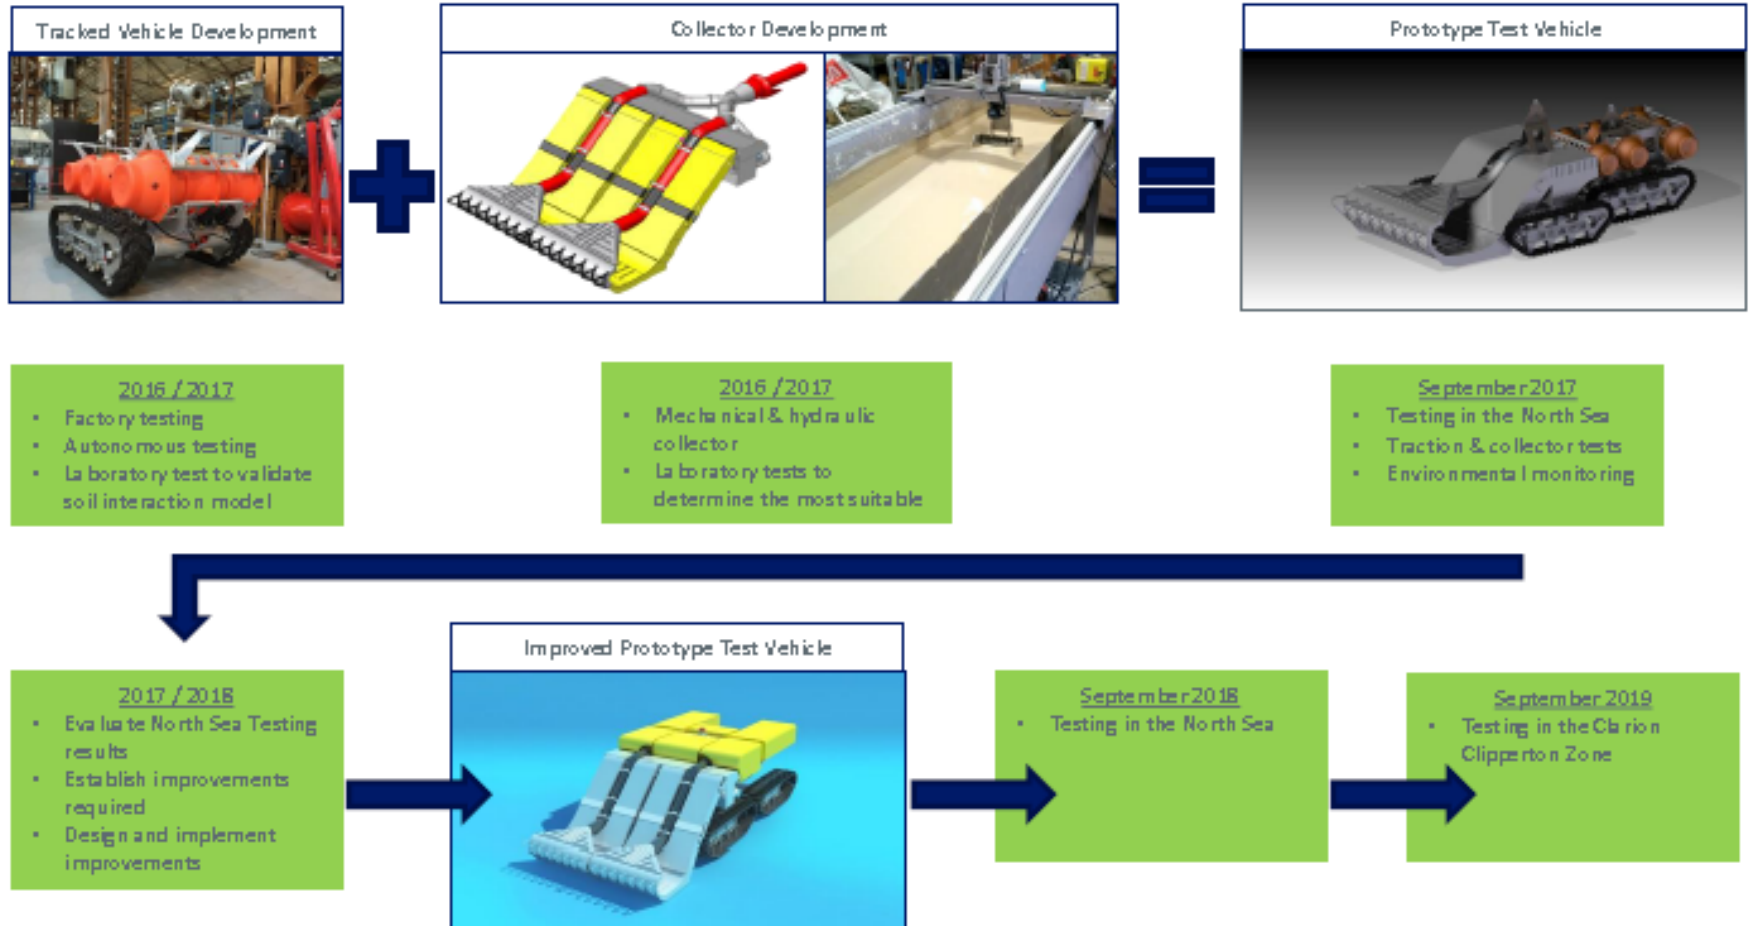 Tracked Vehicle Development
Collector Development
Prototype Test Vehicle
2016 / 2017
▪ Factory testing
▪ Autonomous testing
▪ Laboratory test to validate
soil interaction model
2016 / 2017
▪ Mechanical & hydraulic
collector
▪ Laboratory tests to
determine the most suitable
September 2017
▪ Testing in the North Sea
▪ Traction & collector tests
▪ Environmental monitoring
2017 / 2018
▪ Evaluate North Sea Testing
results
▪ Establish improvements
required
▪ Design and implement
improvements
Improved Prototype Test Vehicle
September 2018
▪ Testing in the North Sea
September 2019
▪ Testing in the Clarion
Clipperton Zone